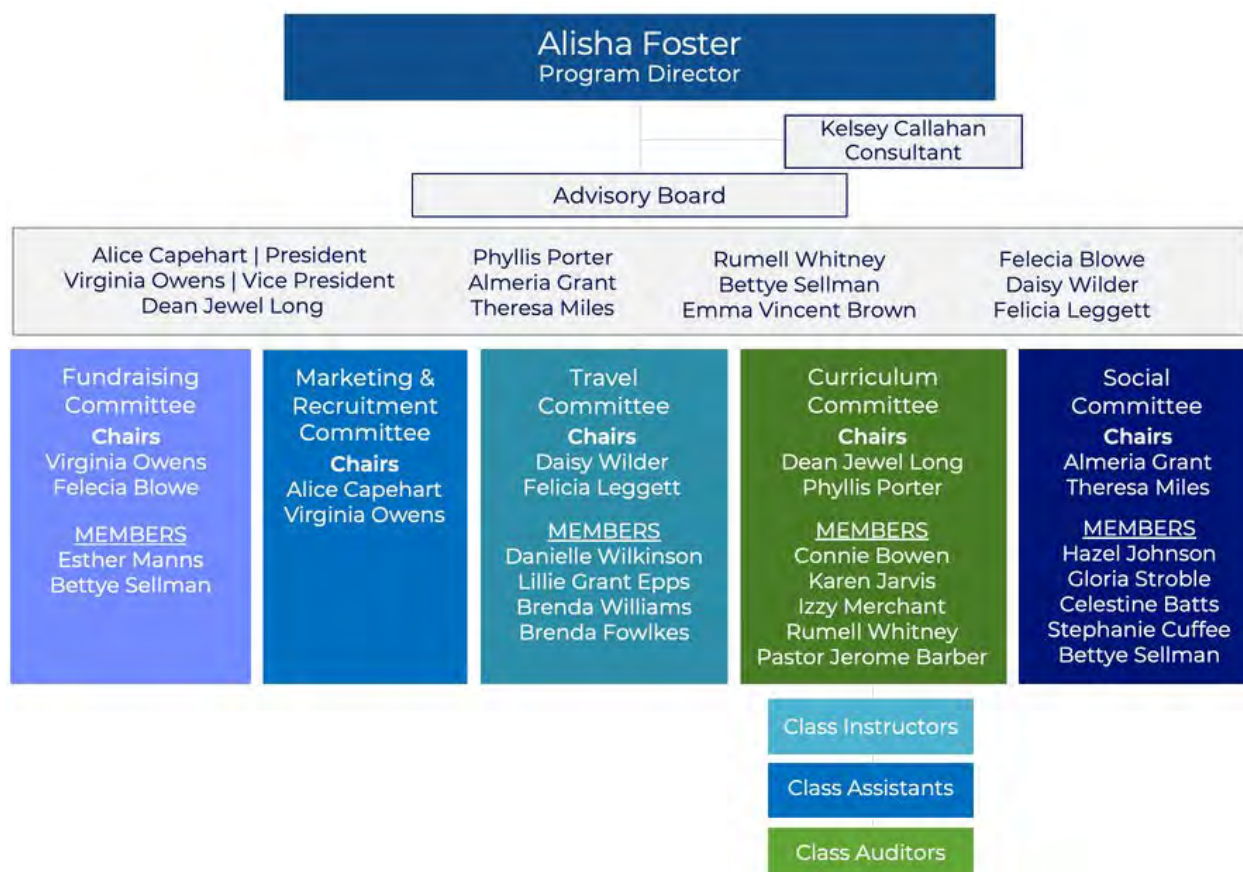 Alisha Foster
Program Director
Kelsey Callahan
Consultant
Advisory Board
Alice Capehart | President
Virginia Owens | Vice President
Dean Jewel Long
Phyllis Porter
Almeria Grant
Theresa Miles
Rumell Whitney
Bettye Sellman
Emma Vincent Brown
Felecia Blowe
Daisy Wilder
Felicia Leggett
Fundraising
Committee
Chairs
Virginia Owens
Felecia Blowe
MEMBERS
Esther Manns
Bettye Sellman
Marketing &
Recruitment
Committee
Chairs
Alice Capehart
Virginia Owens
Travel
Committee
Chairs
Daisy Wilder
Felicia Leggett
MEMBERS
Danielle Wilkinson
Lillie Grant Epps
Brenda Williams
Brenda Fowlkes
Curriculum
Committee
Chairs
Dean Jewel Long
Phyllis Porter
MEMBERS
Connie Bowen
Karen Jarvis
Izzy Merchant
Rumell Whitney
Pastor Jerome Barber
Social
Committee
Chairs
Almeria Grant
Theresa Miles
MEMBERS
Hazel Johnson
Gloria Stroble
Celestine Batts
Stephanie Cuffee
Bettye Sellman
Class Instructors
Class Assistants
Class Auditors